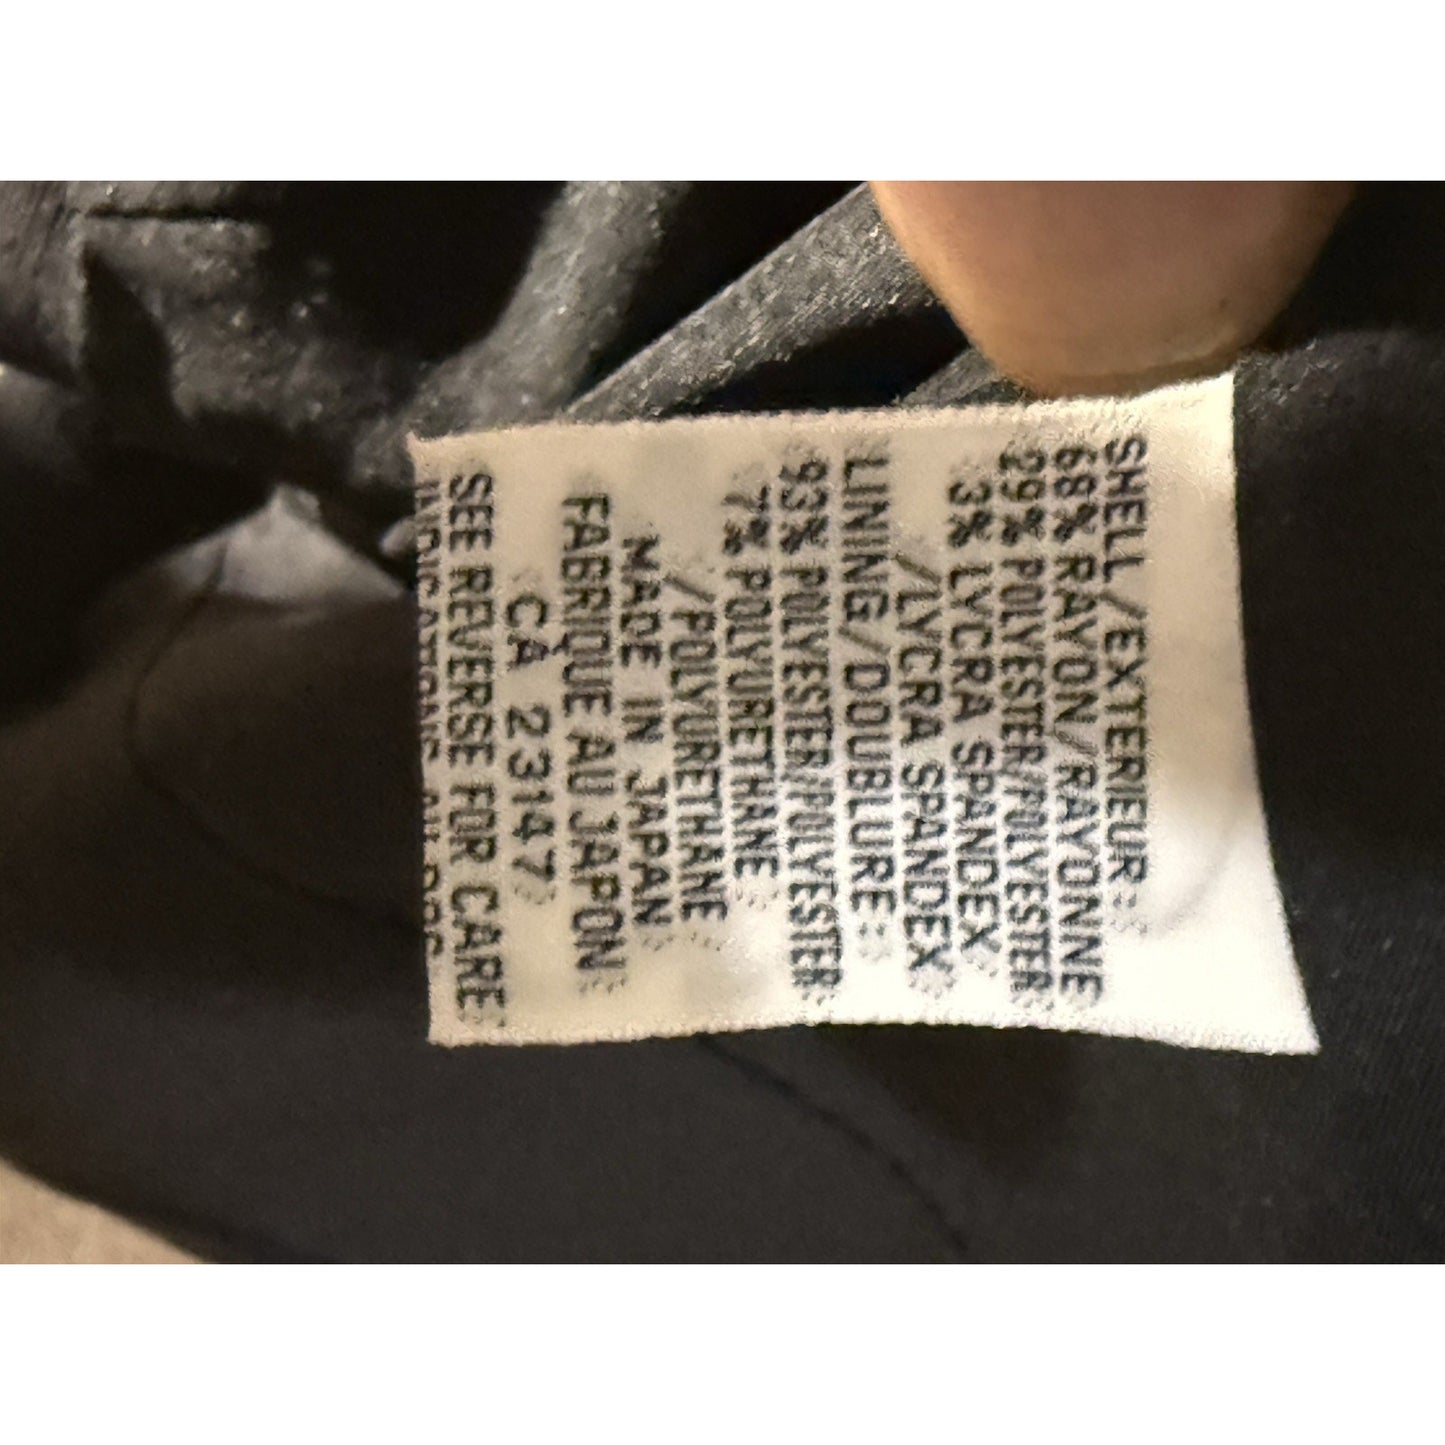 SHELL/EXTERIEUR:
68% RAYON/RAYONNE
29% POLYESTER/POLYESTER
3% LYCRA SPANDEX
/LYCRA SPANDEX
LINING/DOUBLURE:
93% POLYESTER/POLYESTER
7% POLYURETHANE
/POLYURETHANE
MADE IN JAPAN
FABRIQUE AU JAPON
CA 23147
SEE REVERSE FOR CARE